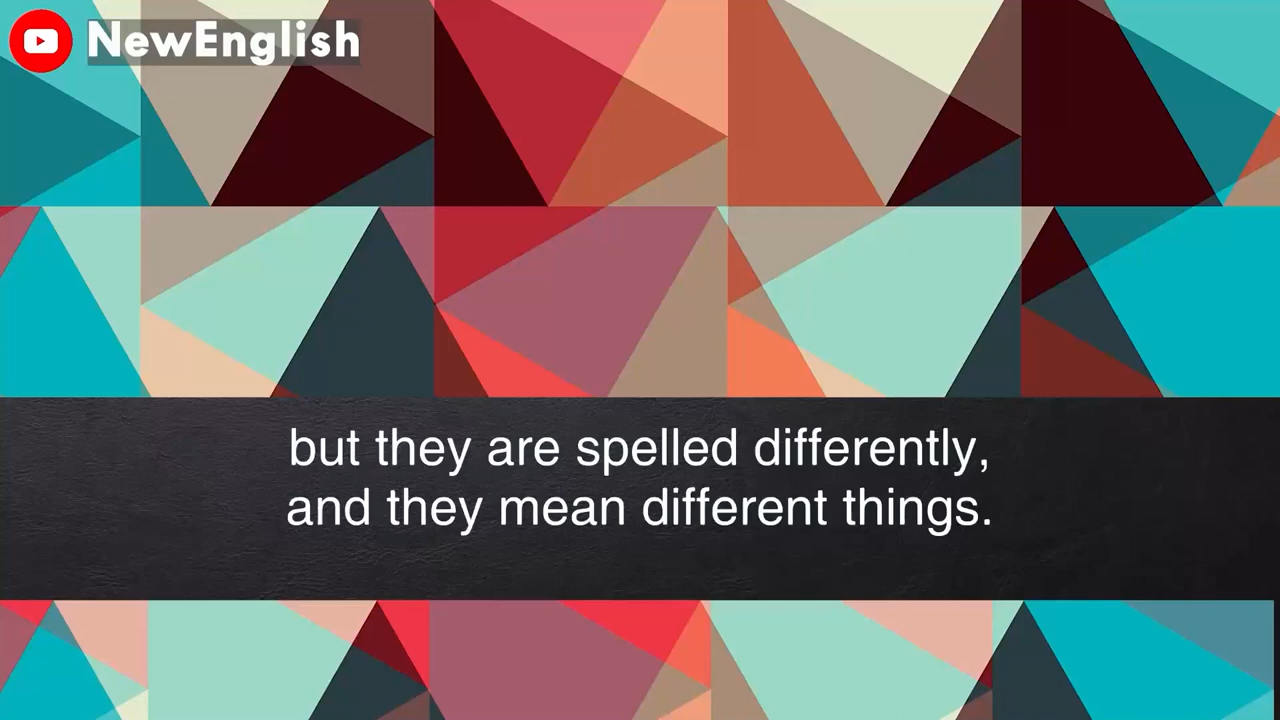 NewEnglish
but they are spelled differently,
and they mean different things.